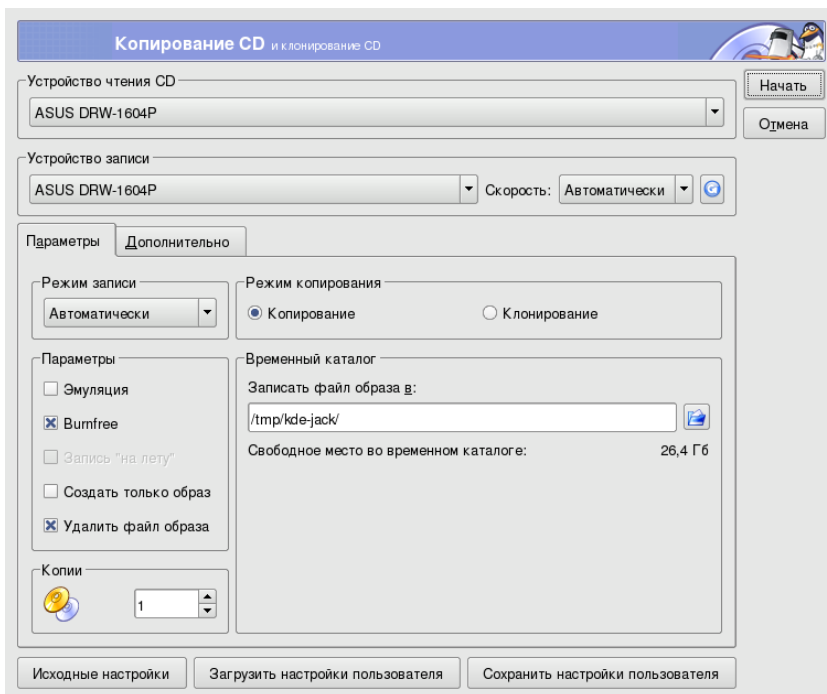 Копирование CD и клонирование CD
Устройство чтения CD
ASUS DRW-1604P
Начать
Отмена
Устройство записи
ASUS DRW-1604P
Скорость: Автоматически
Параметры
Дополнительно
Режим записи
Автоматически
Режим копирования
Копирование
Клонирование
Параметры
Эмуляция
Burnfree
Запись "на лету"
Создать только образ
Удалить файл образа
Временный каталог
Записать файл образа в:
/tmp/kde-jack/
Свободное место во временном каталоге: 26,4 Гб
Копии
1
Исходные настройки
Загрузить настройки пользователя
Сохранить настройки пользователя